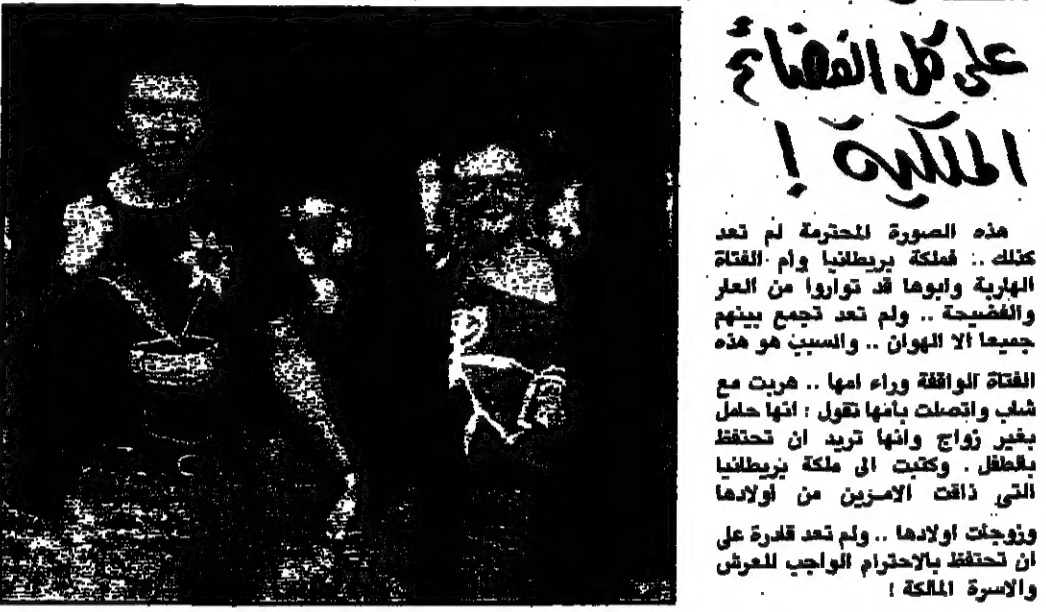 على كل الفضائح
الملكية !
هذه الصورة المحترمة لم تعد
كذلك .. فملكة بريطانيا وأم الفتاة
الهاربة وأبوها قد تواروا من العار
والفضيحة .. ولم تعد تجمع بينهم
جميعا الا الهوان .. والسبب هو هذه
الفتاة الواقفة وراء امها .. هربت مع
شاب واتصلت بأمها تقول : انها حامل
بغير زواج وانها تريد ان تحتفظ
بالطفل . وكتبت الى ملكة بريطانيا
التي ذاقت الامرين من أولادها
وزوجات اولادها .. ولم تعد قادرة على
ان تحتفظ بالاحترام الواجب للعرش
والاسرة المالكة !